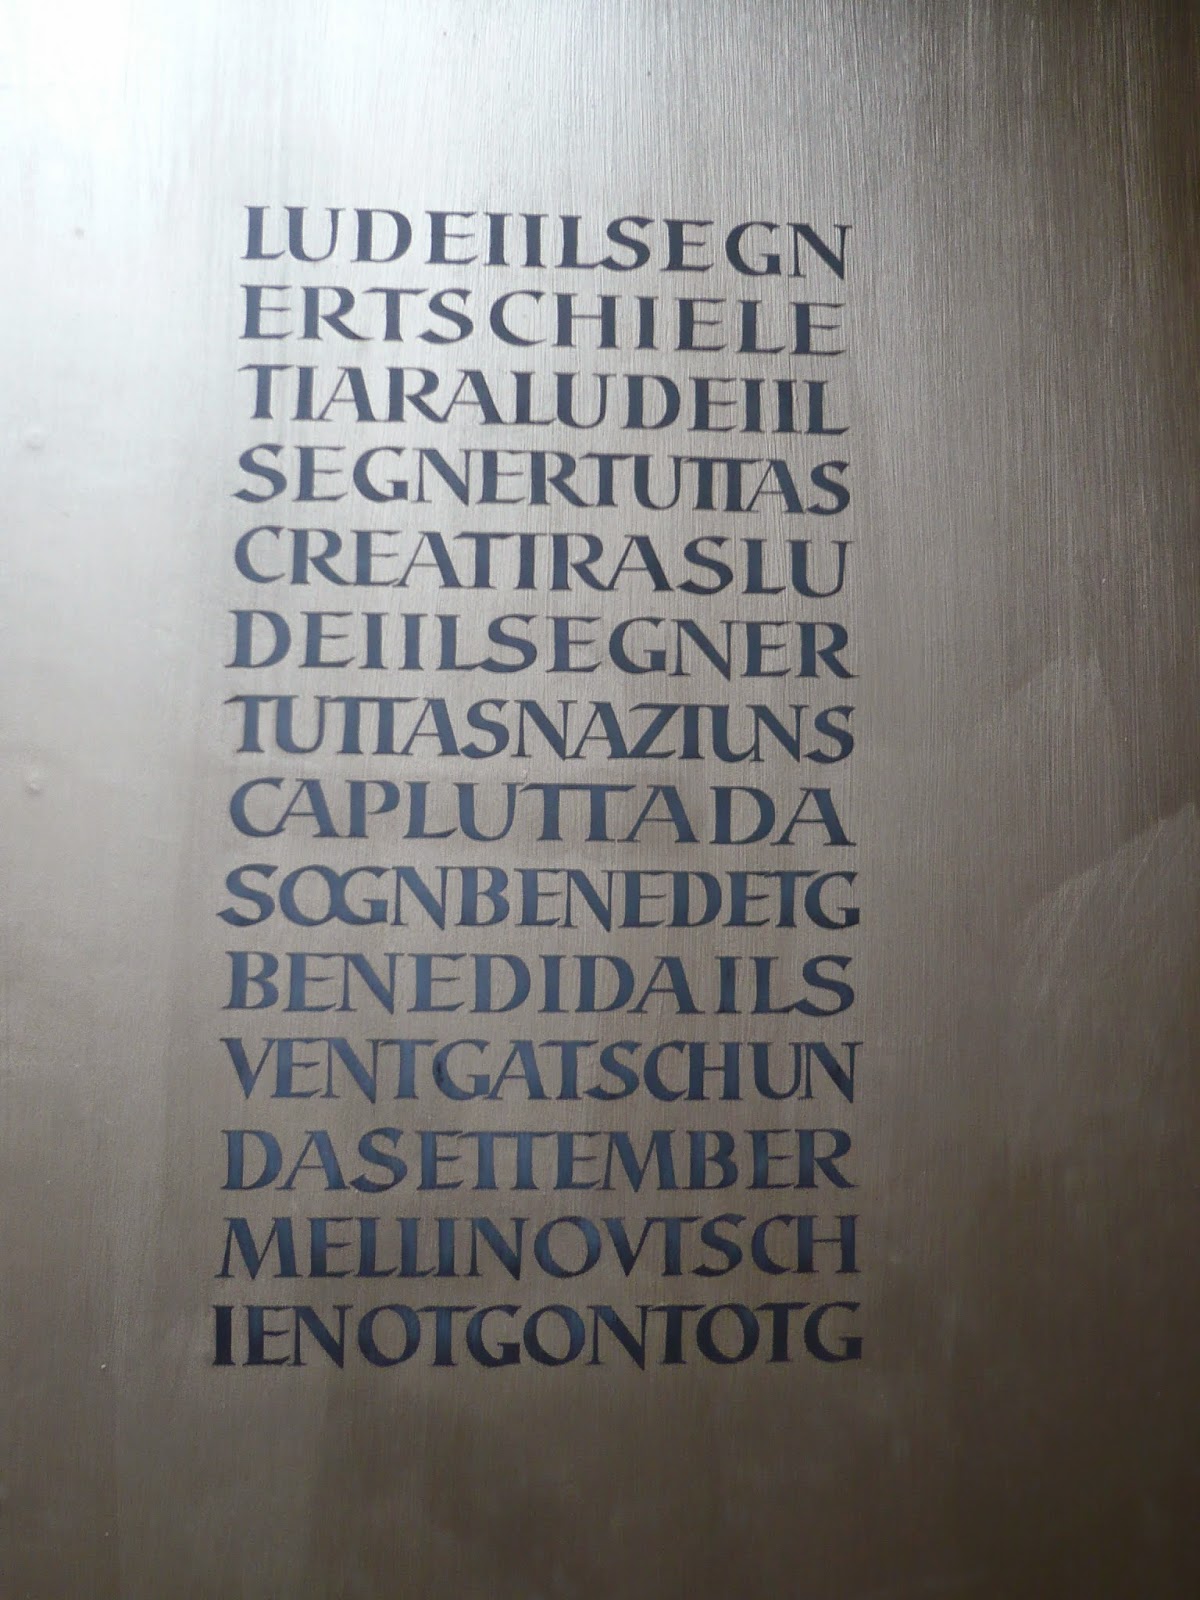 LUDEIILSEGN
ERTSCHIELE
TIARALUDEIIL
SEGNERTUTTAS
CREATIRASLU
DEIILSEGNER
TUTTASNAZIUNS
CAPLUTTADA
SOGNBENEDETG
BENEDIDAILS
VENTGATSCHUN
DASETTEMBER
MELLINOVTSCH
IENOTGONTOTG